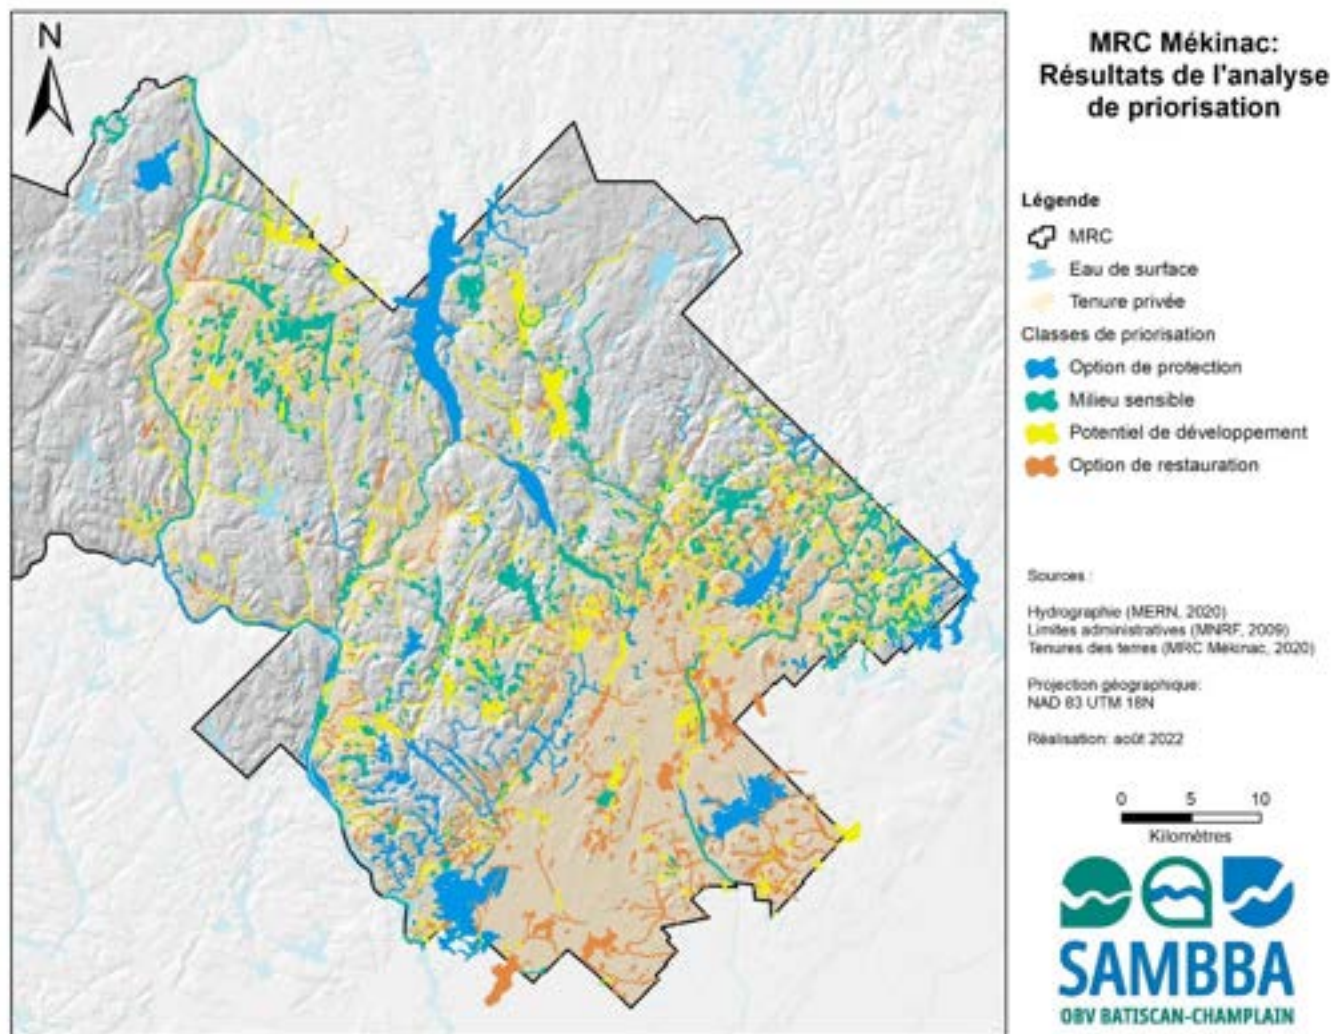 N
MRC Mékinac:
Résultats de l'analyse
de priorisation
Légende
MRC
Eau de surface
Tenure privée
Classes de priorisation
Option de protection
Milieu sensible
Potentiel de développement
Option de restauration
Sources :
Hydrographie (MERN, 2020)
Limites administratives (MNRF, 2009)
Tenures des terres (MRC Mékinac, 2020)
Projection géographique:
NAD 83 UTM 18N
Réalisation: août 2022
0 5 10
Kilomètres
SAMBBA
OBV BATISCAN-CHAMPLAIN